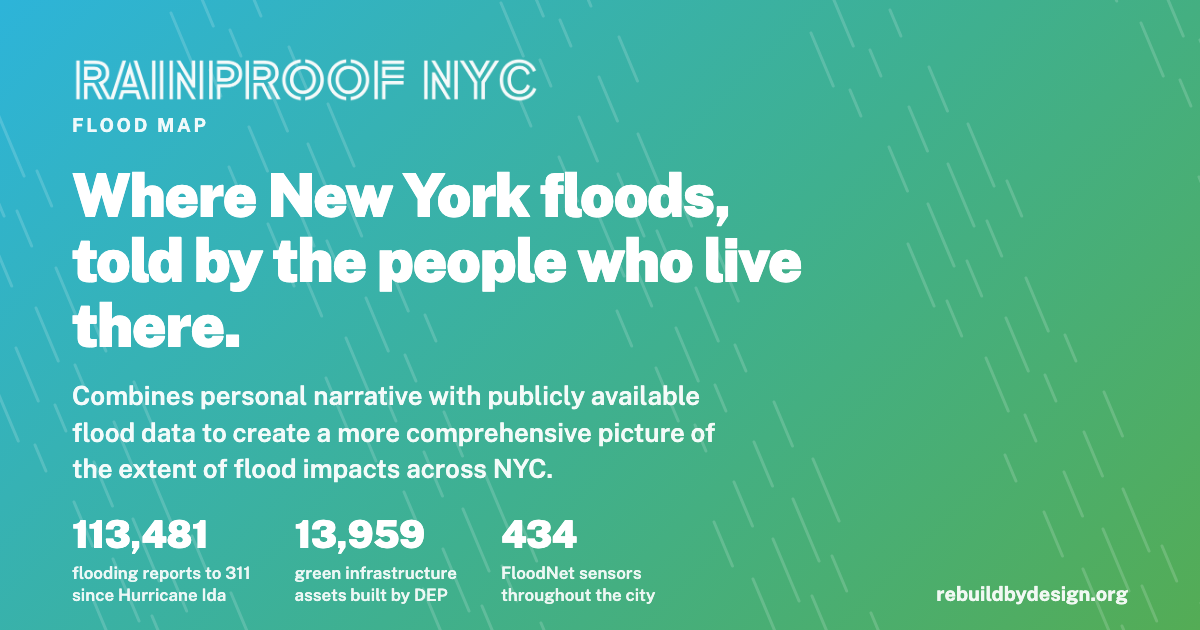 RAINPROOF NYC
FLOOD MAP
Where New York floods,
told by the people who live
there.
Combines personal narrative with publicly available
flood data to create a more comprehensive picture of
the extent of flood impacts across NYC.
113,481
flooding reports to 311
since Hurricane Ida
13,959
green infrastructure
assets built by DEP
434
FloodNet sensors
throughout the city
rebuildbydesign.org